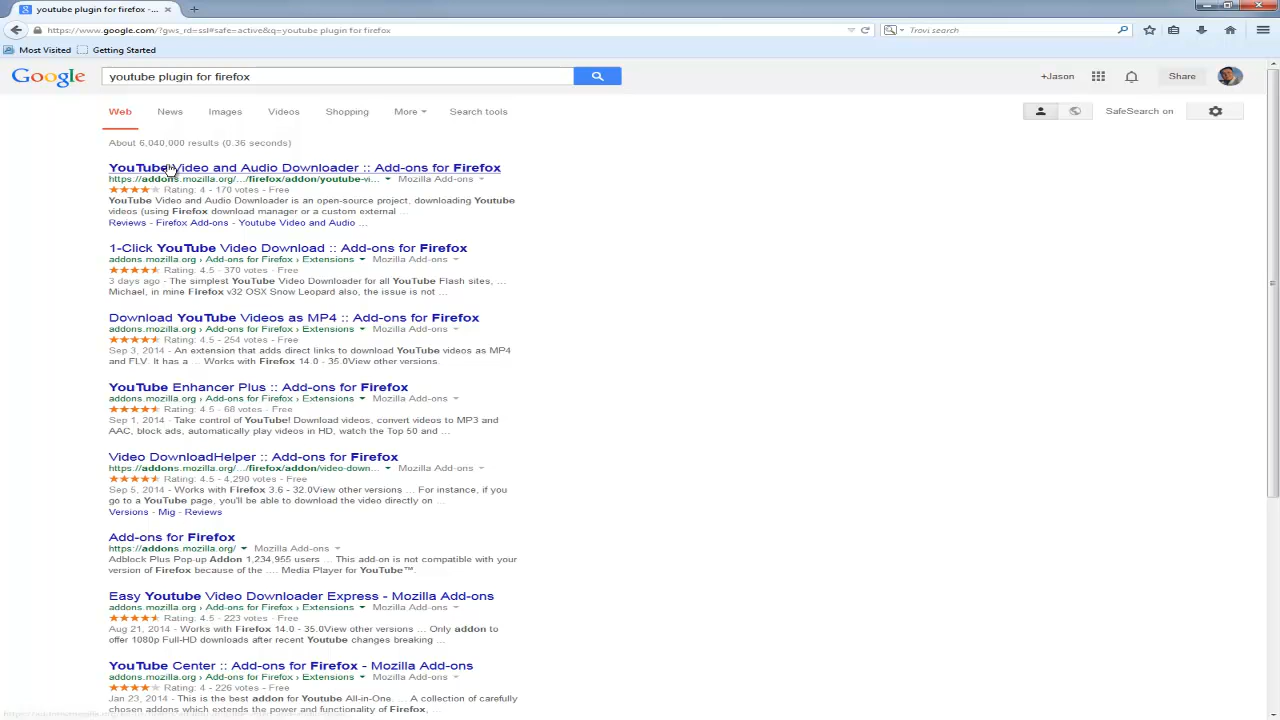 youtube plugin for firefox -...
https://www.google.com/?gws_rd=ssl#safe=active&q=youtube plugin for firefox
Trovi search
Most Visited Getting Started
Google youtube plugin for firefox +Jason Share
Web News Images Videos Shopping More Search tools SafeSearch on
About 6,040,000 results (0.36 seconds)
YouTube Video and Audio Downloader :: Add-ons for Firefox
https://addons.mozilla.org/.../firefox/addon/youtube-vi... Mozilla Add-ons
Rating: 4 - 170 votes - Free
YouTube Video and Audio Downloader is an open-source project, downloading Youtube
videos (using Firefox download manager or a custom external ...
Reviews - Firefox Add-ons - Youtube Video and Audio ...
1-Click YouTube Video Download :: Add-ons for Firefox
addons.mozilla.org › Add-ons for Firefox › Extensions Mozilla Add-ons
Rating: 4.5 - 370 votes - Free
3 days ago - The simplest YouTube Video Downloader for all YouTube Flash sites, ...
Michael, in mine Firefox v32 OSX Snow Leopard also, the issue is not ...
Download YouTube Videos as MP4 :: Add-ons for Firefox
addons.mozilla.org › Add-ons for Firefox › Extensions Mozilla Add-ons
Rating: 4.5 - 254 votes - Free
Sep 3, 2014 - An extension that adds direct links to download YouTube videos as MP4
and FLV. It has a ... Works with Firefox 14.0 - 35.0View other versions.
YouTube Enhancer Plus :: Add-ons for Firefox
addons.mozilla.org › Add-ons for Firefox › Extensions Mozilla Add-ons
Rating: 4.5 - 68 votes - Free
Sep 1, 2014 - Take control of YouTube! Download videos, convert videos to MP3 and
AAC, block ads, automatically play videos in HD, watch the Top 50 and ...
Video DownloadHelper :: Add-ons for Firefox
https://addons.mozilla.org/.../firefox/addon/video-down... Mozilla Add-ons
Rating: 4.5 - 4,290 votes - Free
Sep 5, 2014 - Works with Firefox 3.6 - 32.0View other versions ... For instance, if you
go to a YouTube page, you'll be able to download the video directly on ...
Versions - Mig - Reviews
Add-ons for Firefox
https://addons.mozilla.org/ Mozilla Add-ons
Adblock Plus Pop-up Addon 1,234,955 users ... This add-on is not compatible with your
version of Firefox because of the .... Media Player for YouTube™.
Easy Youtube Video Downloader Express - Mozilla Add-ons
addons.mozilla.org › Add-ons for Firefox › Extensions Mozilla Add-ons
Rating: 4.5 - 223 votes - Free
Aug 21, 2014 - Works with Firefox 14.0 - 35.0View other versions ... Only addon to
offer 1080p Full-HD downloads after recent Youtube changes breaking ...
YouTube Center :: Add-ons for Firefox - Mozilla Add-ons
addons.mozilla.org › Add-ons for Firefox › Extensions Mozilla Add-ons
Rating: 4 - 226 votes - Free
Jan 23, 2014 - This is the best addon for Youtube All-in-One. ... A collection of carefully
chosen addons which extends the power and functionality of Firefox, ...